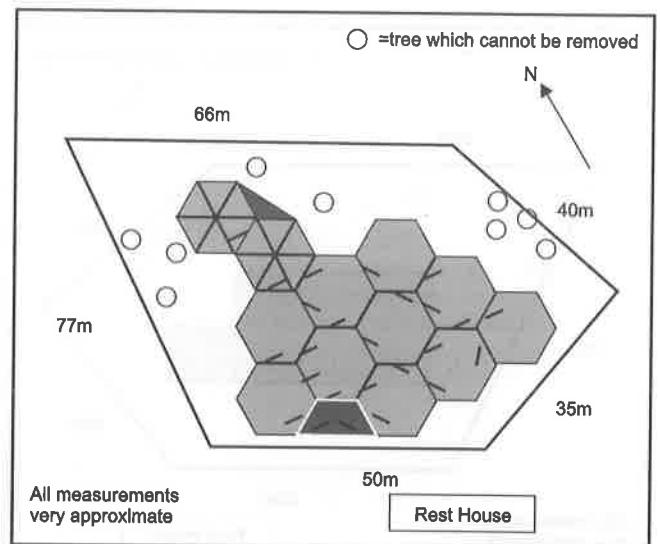 =tree which cannot be removed
N
66m
40m
77m
35m
50m
All measurements
very approximate
Rest House